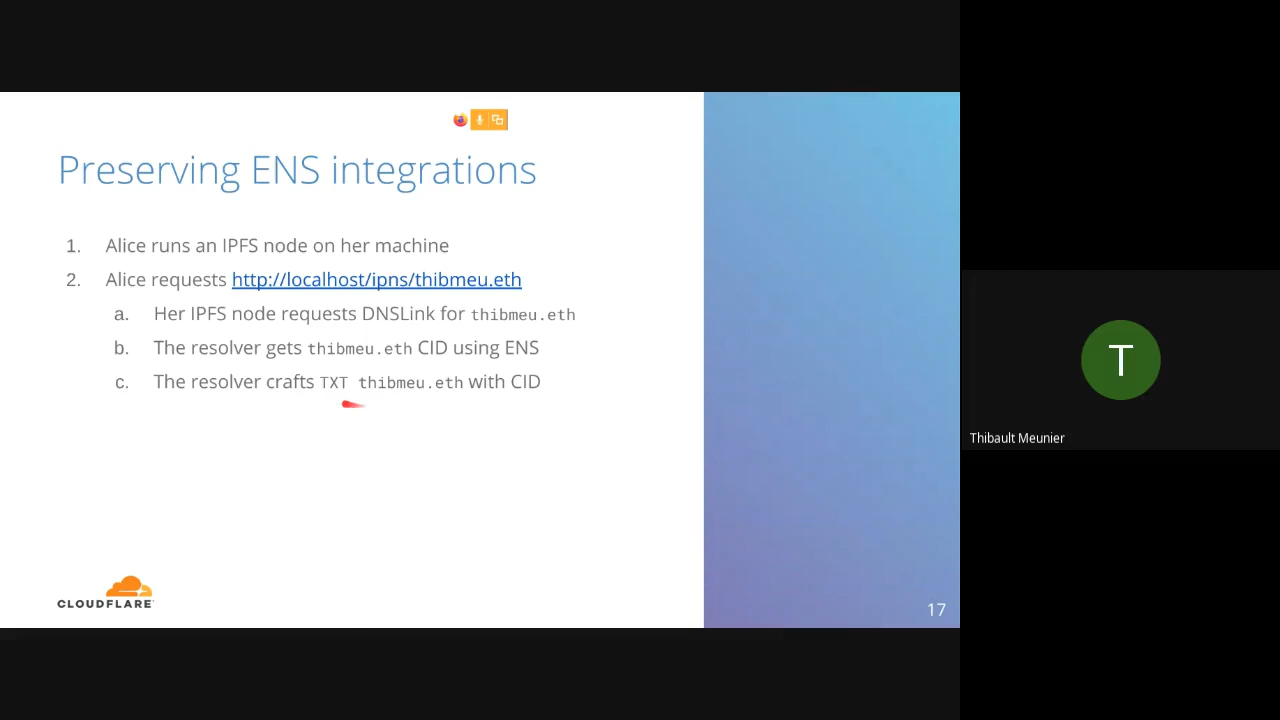 Preserving ENS integrations
1. Alice runs an IPFS node on her machine
2. Alice requests http://localhost/ipns/thibmeu.eth
a. Her IPFS node requests DNSLink for thibmeu.eth
b. The resolver gets thibmeu.eth CID using ENS
c. The resolver crafts TXT thibmeu.eth with CID
CLOUDFLARE
17
T
Thibault Meunier